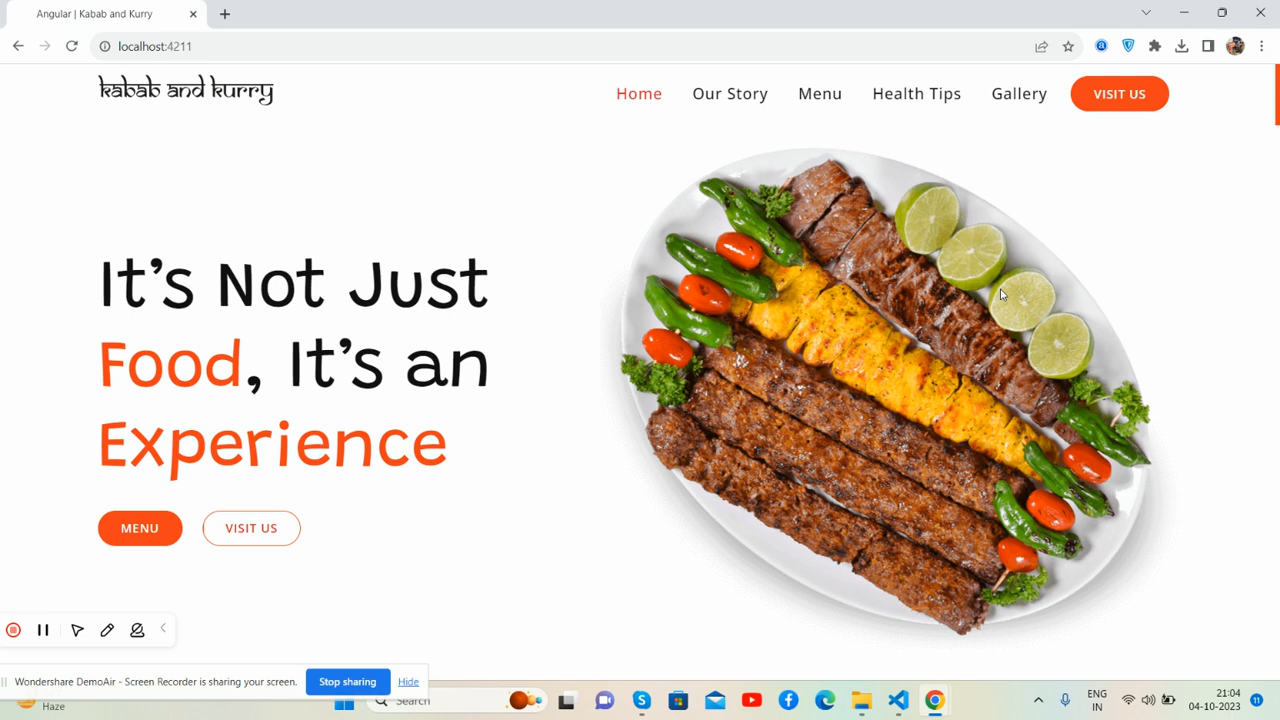 Angular | Kabab and Kurry
localhost:4211
kabab and kurry
Home
Our Story
Menu
Health Tips
Gallery
VISIT US
It's Not Just
Food, It's an
Experience
MENU
VISIT US
Wondershare DemoAir - Screen Recorder is sharing your screen.
Stop sharing
Hide
Haze
Search
ENG
IN
21:04
04-10-2023
11